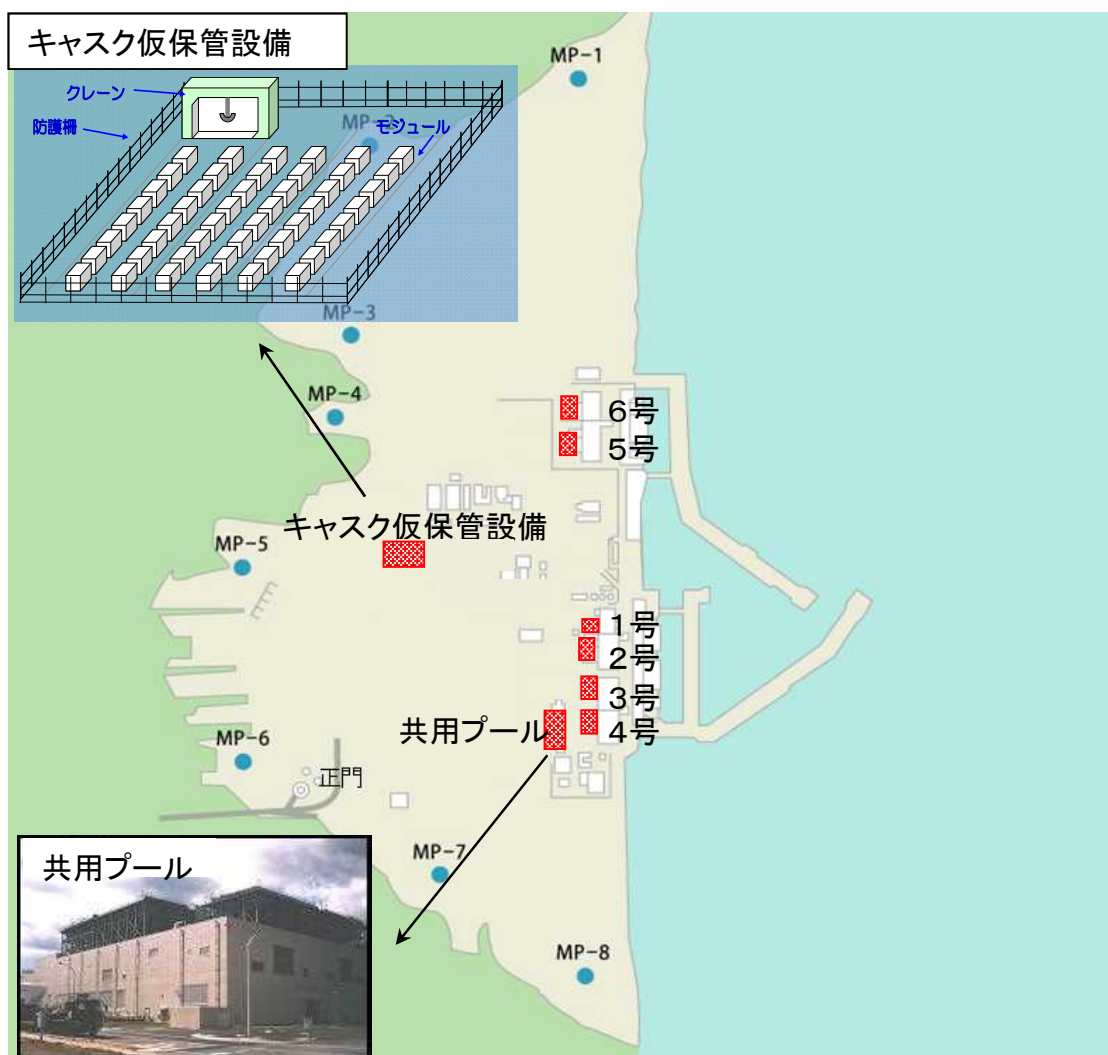 キャスク仮保管設備
MP-1
クレーン
防護柵
MP-2
モジュール
MP-3
MP-4
6号
5号
キャスク仮保管設備
MP-5
1号
2号
3号
共用プール
4号
MP-6
正門
MP-7
共用プール
MP-8